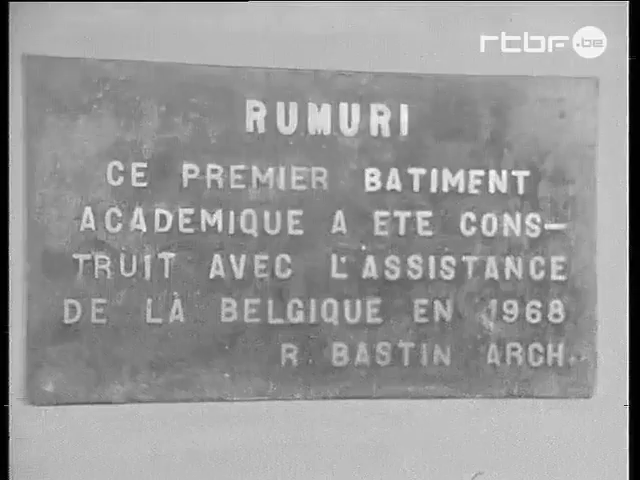 rtbf.be
RUMURI
CE PREMIER BATIMENT
ACADEMIQUE A ETE CONS-
TRUIT AVEC L'ASSISTANCE
DE LA BELGIQUE EN 1968
R BASTIN ARCH.